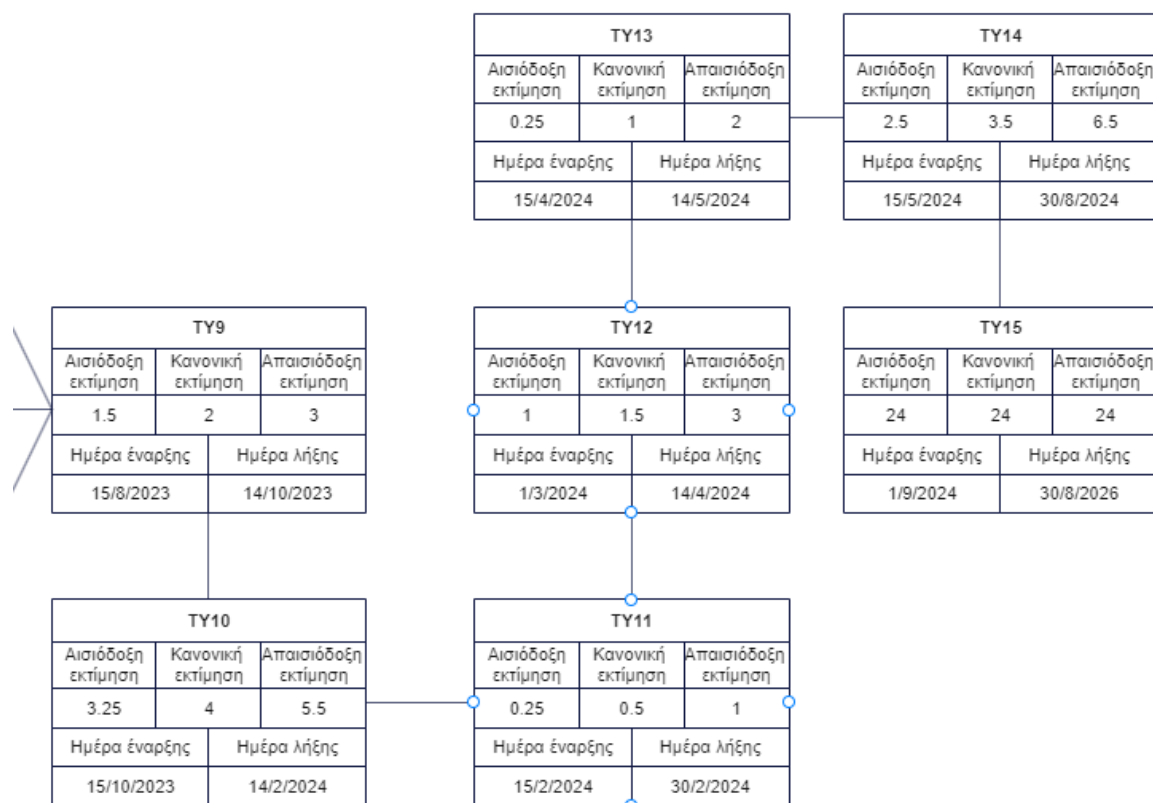 TY13
Αισιόδοξη εκτίμηση Κανονική εκτίμηση Απαισιόδοξη εκτίμηση
0.25 1 2
Ημέρα έναρξης Ημέρα λήξης
15/4/2024 14/5/2024
TY14
Αισιόδοξη εκτίμηση Κανονική εκτίμηση Απαισιόδοξη εκτίμηση
2.5 3.5 6.5
Ημέρα έναρξης Ημέρα λήξης
15/5/2024 30/8/2024
TY9
Αισιόδοξη εκτίμηση Κανονική εκτίμηση Απαισιόδοξη εκτίμηση
1.5 2 3
Ημέρα έναρξης Ημέρα λήξης
15/8/2023 14/10/2023
TY12
Αισιόδοξη εκτίμηση Κανονική εκτίμηση Απαισιόδοξη εκτίμηση
1 1.5 3
Ημέρα έναρξης Ημέρα λήξης
1/3/2024 14/4/2024
TY15
Αισιόδοξη εκτίμηση Κανονική εκτίμηση Απαισιόδοξη εκτίμηση
24 24 24
Ημέρα έναρξης Ημέρα λήξης
1/9/2024 30/8/2026
TY10
Αισιόδοξη εκτίμηση Κανονική εκτίμηση Απαισιόδοξη εκτίμηση
3.25 4 5.5
Ημέρα έναρξης Ημέρα λήξης
15/10/2023 14/2/2024
TY11
Αισιόδοξη εκτίμηση Κανονική εκτίμηση Απαισιόδοξη εκτίμηση
0.25 0.5 1
Ημέρα έναρξης Ημέρα λήξης
15/2/2024 30/2/2024